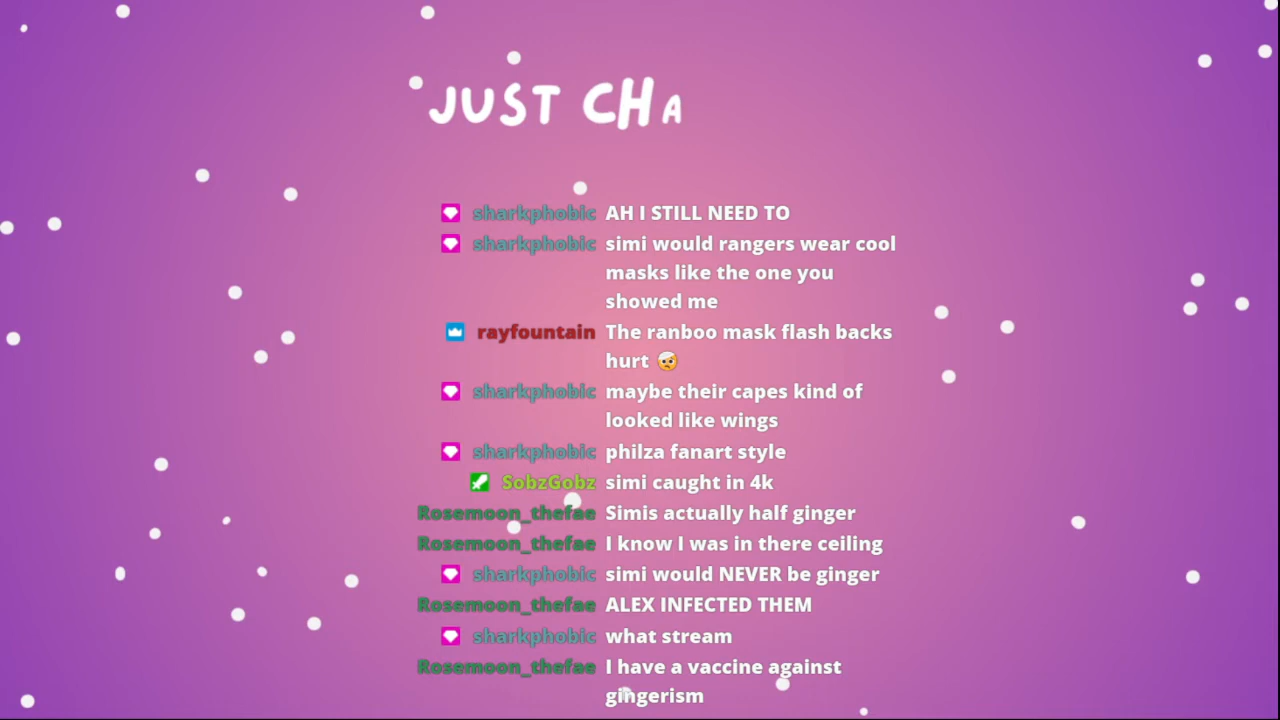 JUST CHA
sharkphobic AH I STILL NEED TO
sharkphobic simi would rangers wear cool
masks like the one you
showed me
rayfountain The ranboo mask flash backs
hurt 🤕
sharkphobic maybe their capes kind of
looked like wings
sharkphobic philza fanart style
SobzGobz simi caught in 4k
Rosemoon_thefae Simis actually half ginger
Rosemoon_thefae I know I was in there ceiling
sharkphobic simi would NEVER be ginger
Rosemoon_thefae ALEX INFECTED THEM
sharkphobic what stream
Rosemoon_thefae I have a vaccine against
gingerism